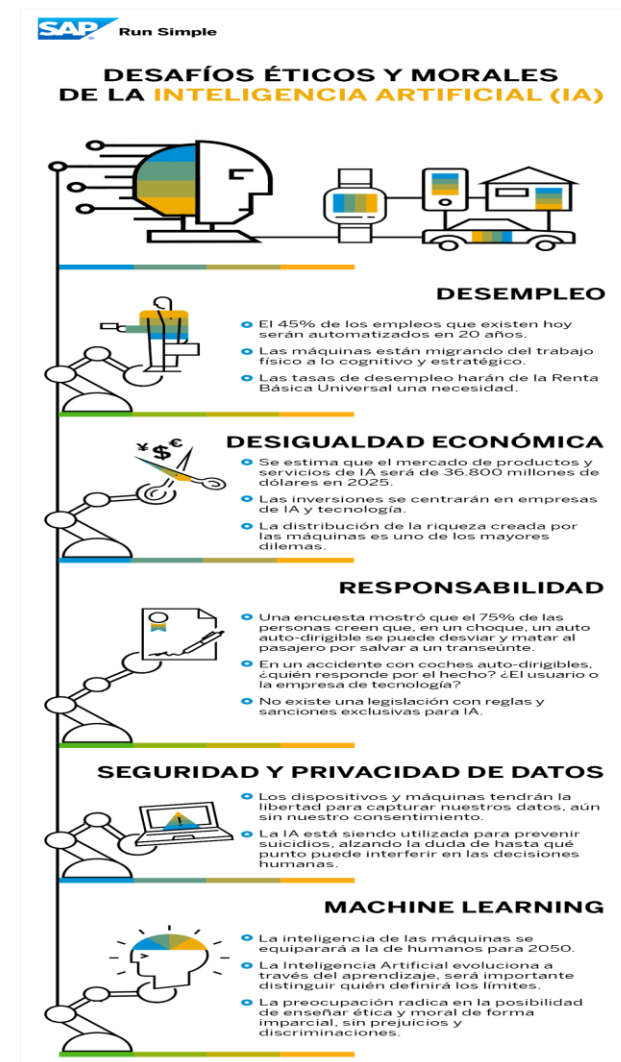 SAP® Run Simple
DESAFÍOS ÉTICOS Y MORALES
DE LA INTELIGENCIA ARTIFICIAL (IA)
DESEMPLEO
El 45% de los empleos que existen hoy
serán automatizados en 20 años.
Las máquinas están migrando del trabajo
físico a lo cognitivo y estratégico.
Las tasas de desempleo harán de la Renta
Básica Universal una necesidad.
¥$€
DESIGUALDAD ECONÓMICA
Se estima que el mercado de productos y
servicios de IA será de 36.800 millones de
dólares en 2025.
Las inversiones se centrarán en empresas
de IA y tecnología.
La distribución de la riqueza creada por
las máquinas es uno de los mayores
dilemas.
RESPONSABILIDAD
Una encuesta mostró que el 75% de las
personas creen que, en un choque, un auto
auto-dirigible se puede desviar y matar al
pasajero por salvar a un transeúnte.
En un accidente con coches auto-dirigibles,
¿quién responde por el hecho? ¿El usuario o
la empresa de tecnología?
No existe una legislación con reglas y
sanciones exclusivas para IA.
SEGURIDAD Y PRIVACIDAD DE DATOS
Los dispositivos y máquinas tendrán la
libertad para capturar nuestros datos, aún
sin nuestro consentimiento.
La IA está siendo utilizada para prevenir
suicidios, alzando la duda de hasta qué
punto puede interferir en las decisiones
humanas.
MACHINE LEARNING
La inteligencia de las máquinas se
equiparará a la de humanos para 2050.
La Inteligencia Artificial evoluciona a
través del aprendizaje, será importante
distinguir quién definirá los límites.
La preocupación radica en la posibilidad
de enseñar ética y moral de forma
imparcial, sin prejuicios y
discriminaciones.